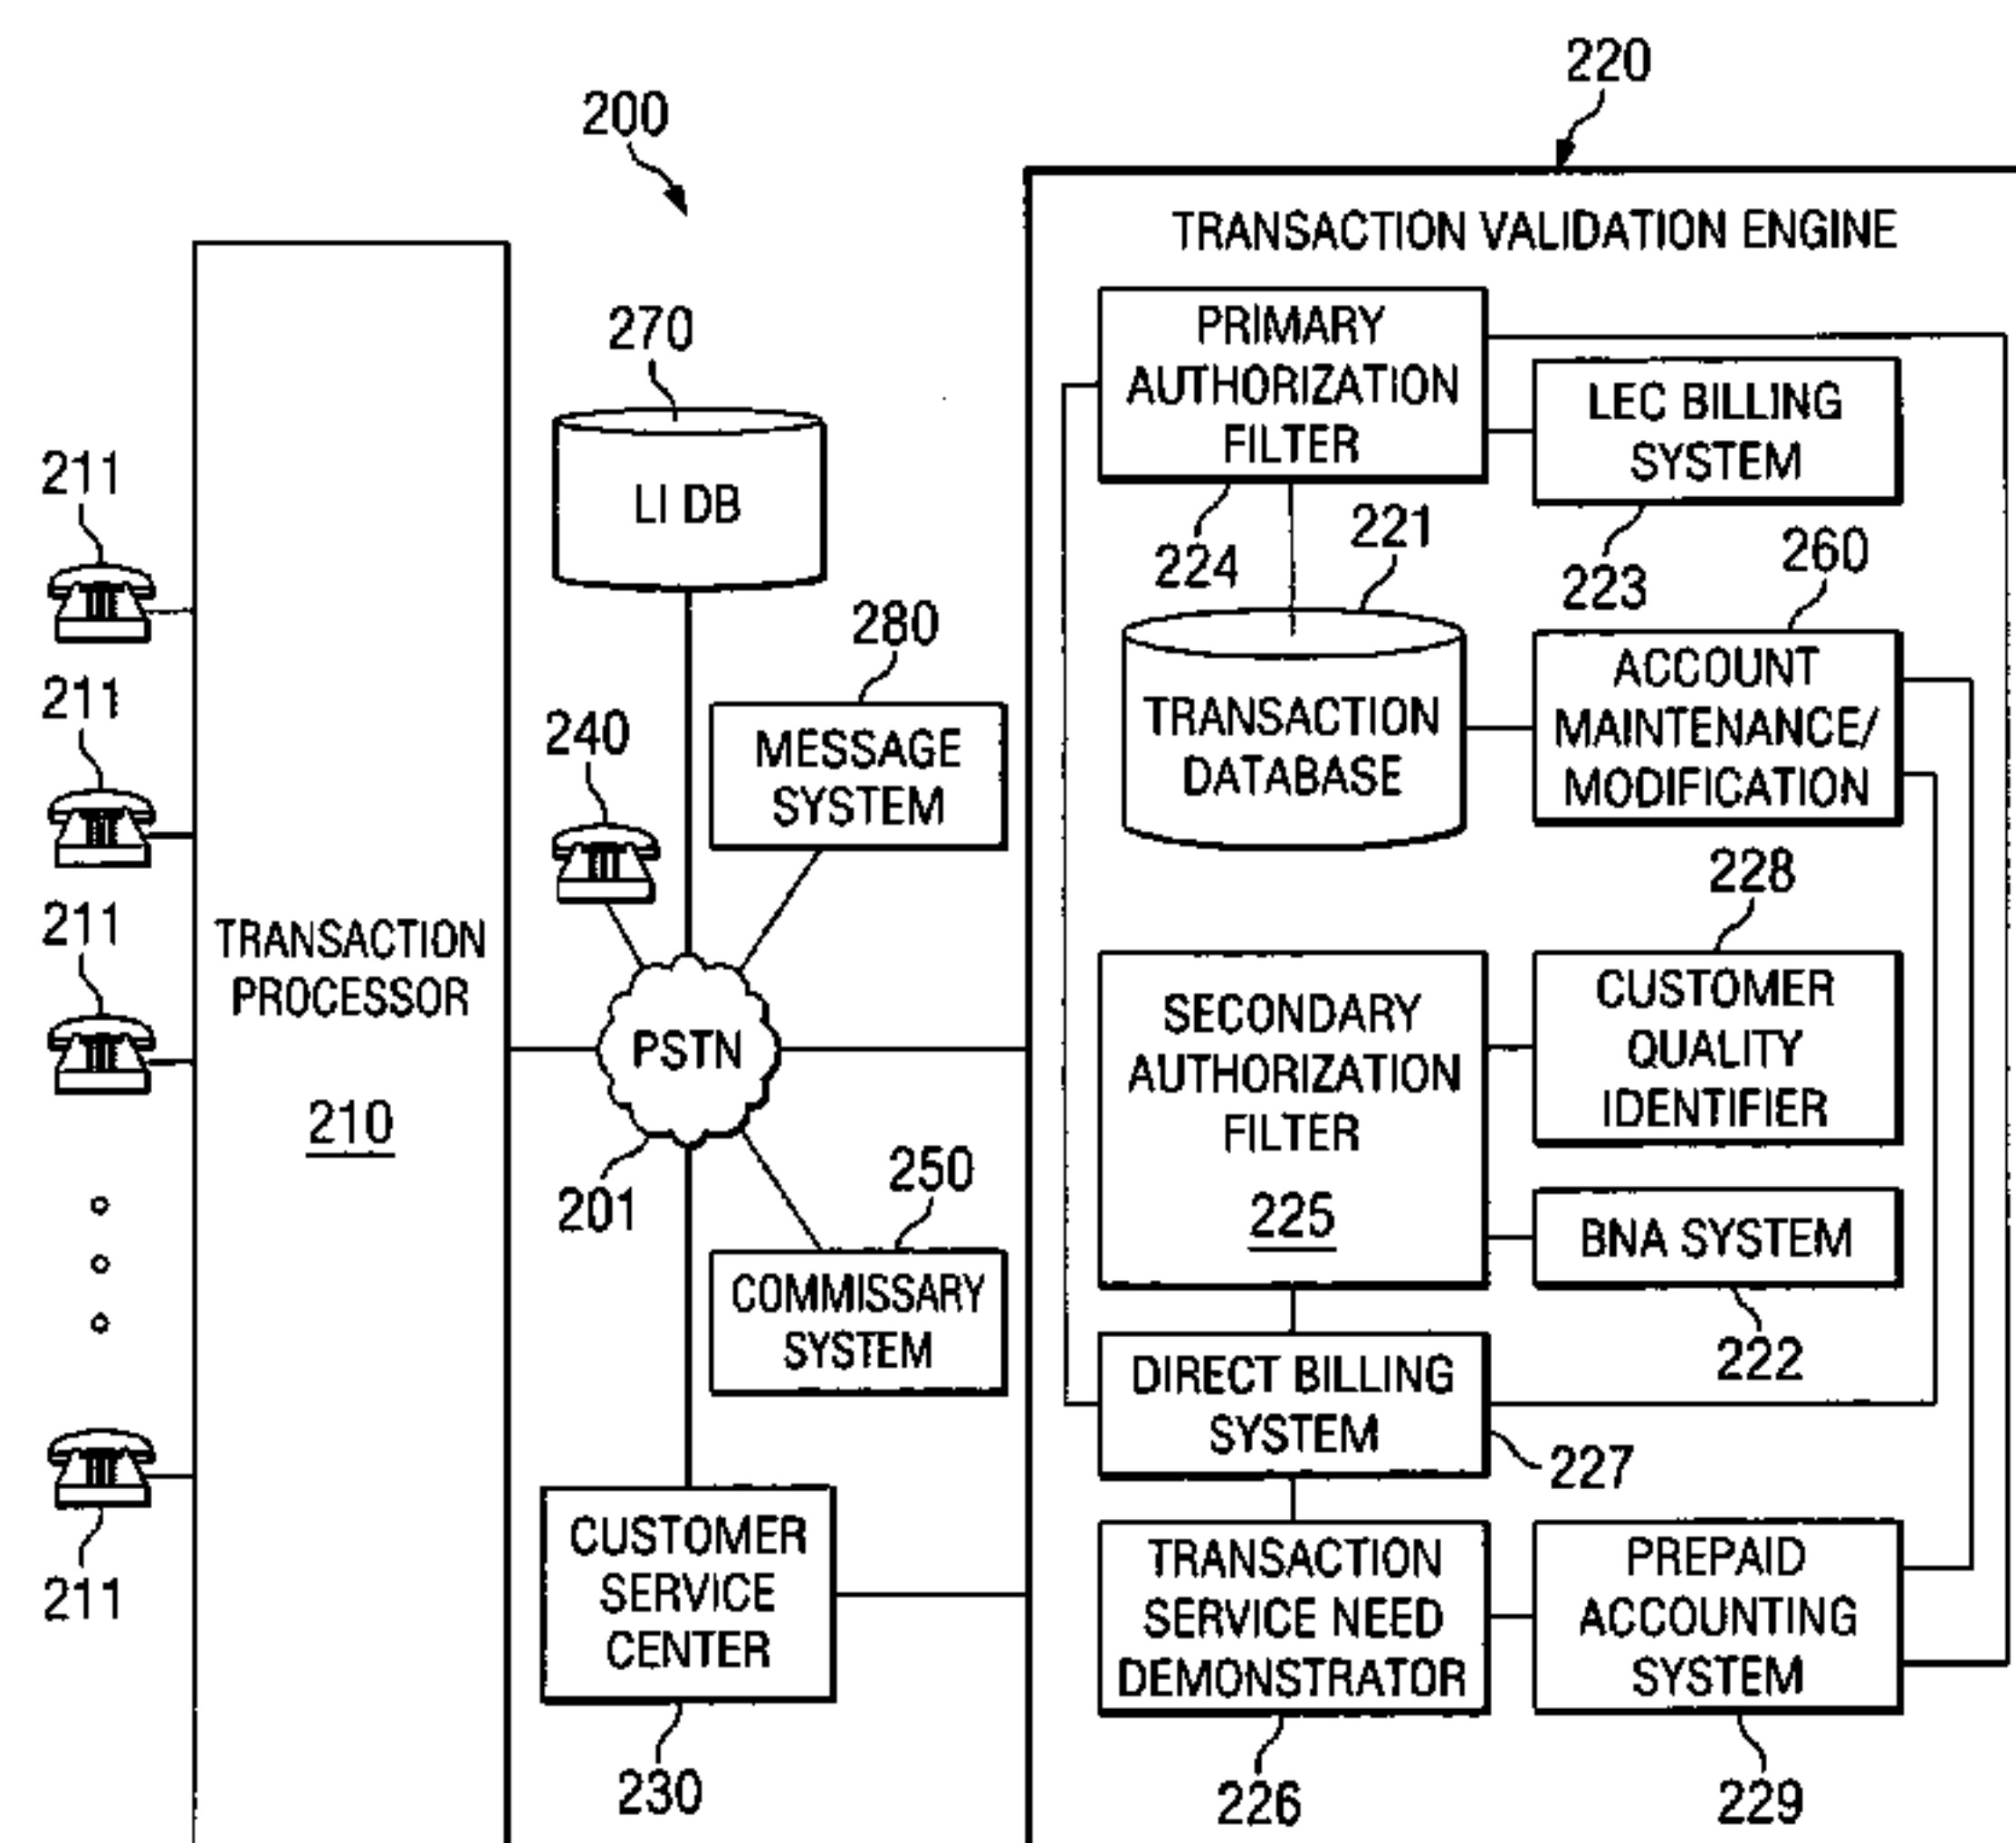 220
200
TRANSACTION VALIDATION ENGINE
270
PRIMARY
AUTHORIZATION
FILTER
LEC BILLING
SYSTEM
211
LI DB
224
221
223
260
280
211
240
MESSAGE
SYSTEM
TRANSACTION
DATABASE
ACCOUNT
MAINTENANCE/
MODIFICATION
228
211
TRANSACTION
PROCESSOR
210
PSTN
201
SECONDARY
AUTHORIZATION
FILTER
225
CUSTOMER
QUALITY
IDENTIFIER
250
BNA SYSTEM
222
COMMISSARY
SYSTEM
DIRECT BILLING
SYSTEM
227
211
CUSTOMER
SERVICE
CENTER
230
TRANSACTION
SERVICE NEED
DEMONSTRATOR
226
PREPAID
ACCOUNTING
SYSTEM
229